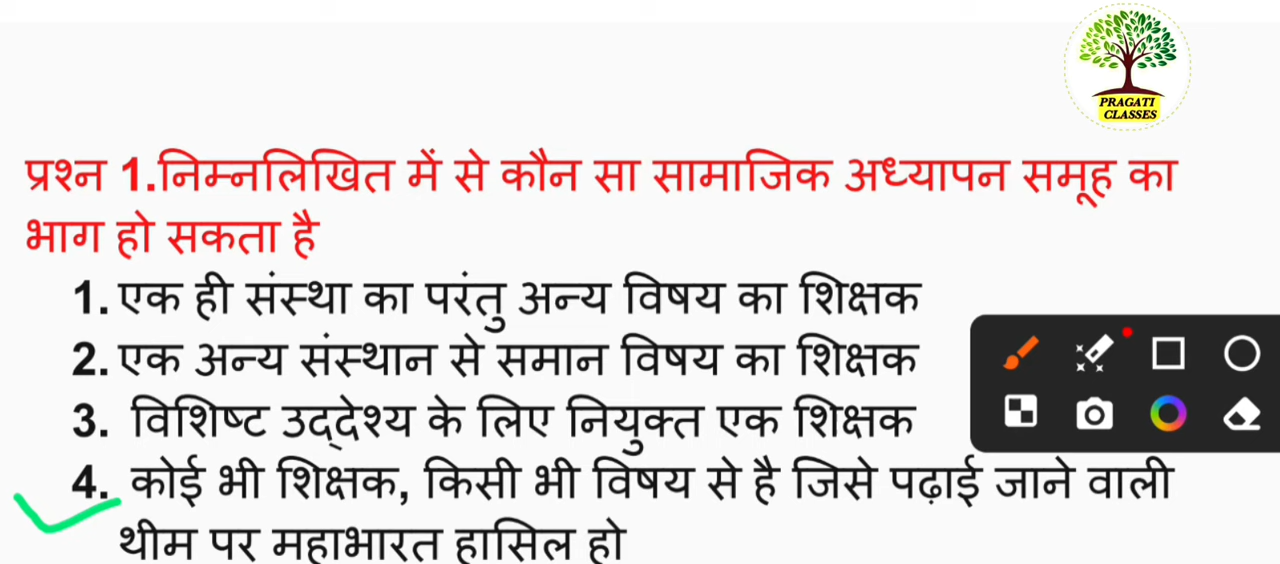 PRAGATI
CLASSES
प्रश्न 1.निम्नलिखित में से कौन सा सामाजिक अध्यापन समूह का
भाग हो सकता है
1. एक ही संस्था का परंतु अन्य विषय का शिक्षक
2. एक अन्य संस्थान से समान विषय का शिक्षक
3. विशिष्ट उद्देश्य के लिए नियुक्त एक शिक्षक
4. कोई भी शिक्षक, किसी भी विषय से है जिसे पढ़ाई जाने वाली
थीम पर महाभारत हासिल हो